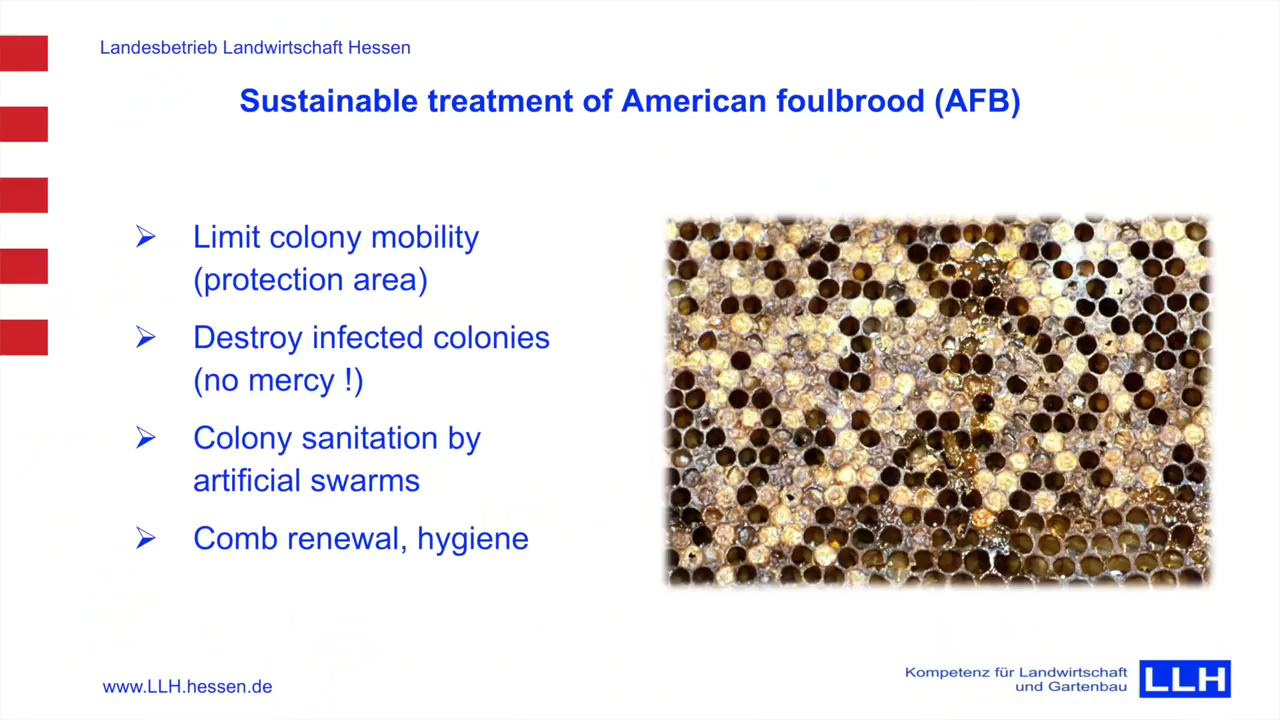 Landesbetrieb Landwirtschaft Hessen
Sustainable treatment of American foulbrood (AFB)
Limit colony mobility
(protection area)
Destroy infected colonies
(no mercy !)
Colony sanitation by
artificial swarms
Comb renewal, hygiene
www.LLH.hessen.de
Kompetenz für Landwirtschaft
und Gartenbau
LLH